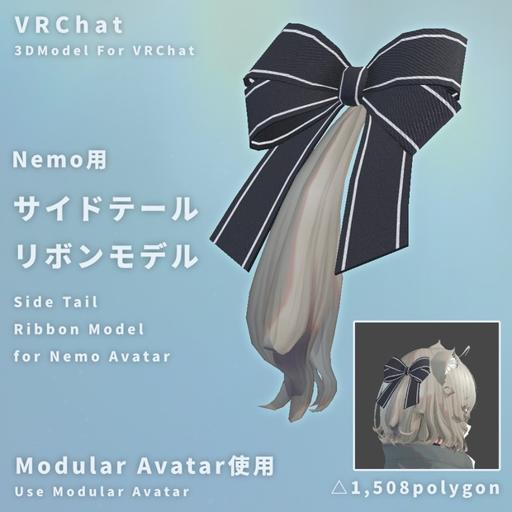 VRChat
3DModel For VRChat
Nemo用
サイドテール
リボンモデル
Side Tail
Ribbon Model
for Nemo Avatar
Modular Avatar使用
Use Modular Avatar
△1,508polygon